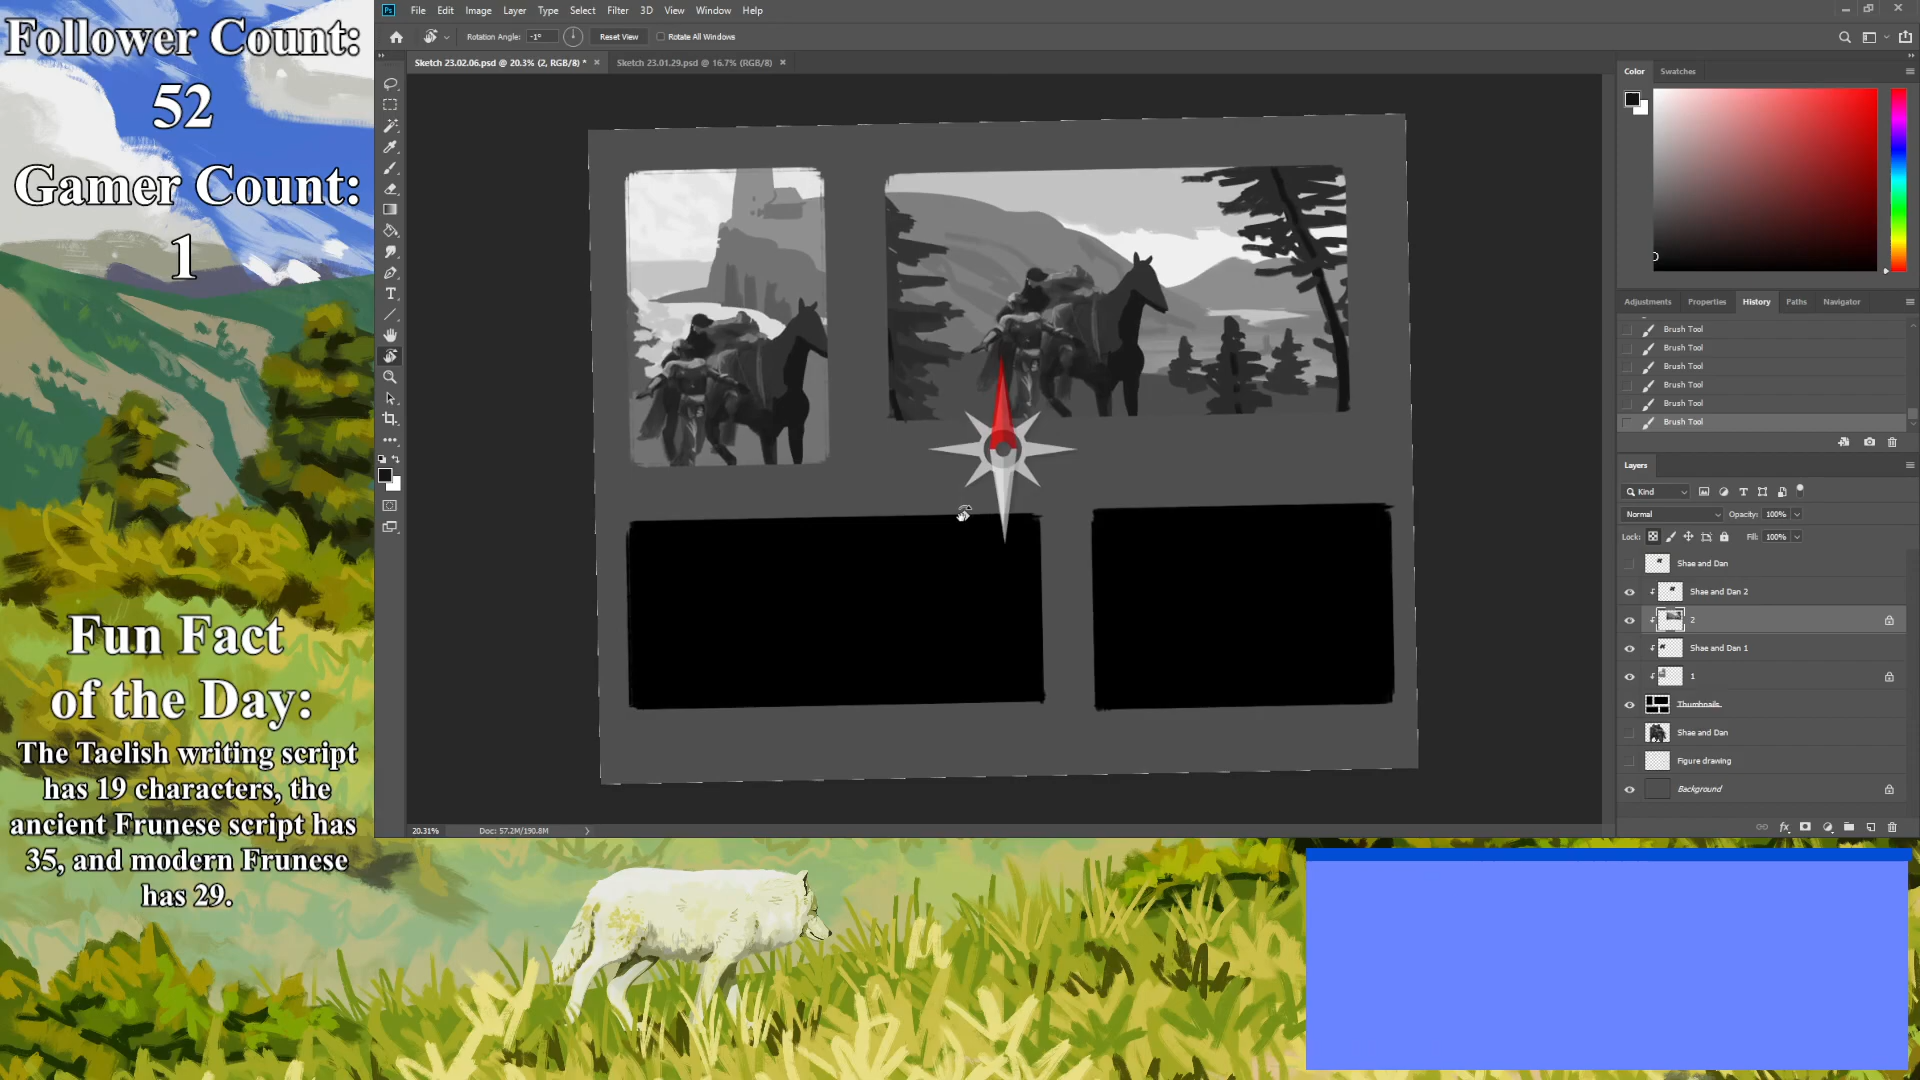 Follower Count:
52
Gamer Count:
1
Fun Fact
of the Day:
The Taelish writing script
has 19 characters, the
ancient Frunese script has
35, and modern Frunese
has 29.
Ps
File Edit Image Layer Type Select Filter 3D View Window Help
Rotation Angle: -1° Reset View Rotate All Windows
Sketch 23.02.06.psd @ 20.3% (2, RGB/8) * × Sketch 23.01.29.psd @ 16.7% (RGB/8) ×
T
20.31% Doc: 57.2M/190.8M
Color Swatches
Adjustments Properties History Paths Navigator
Brush Tool
Brush Tool
Brush Tool
Brush Tool
Brush Tool
Brush Tool
Layers
Kind
Normal Opacity: 100%
Lock: Fill: 100%
Shae and Dan
Shae and Dan 2
2
Shae and Dan 1
1
Thumbnails
Shae and Dan
Figure drawing
Background
fx